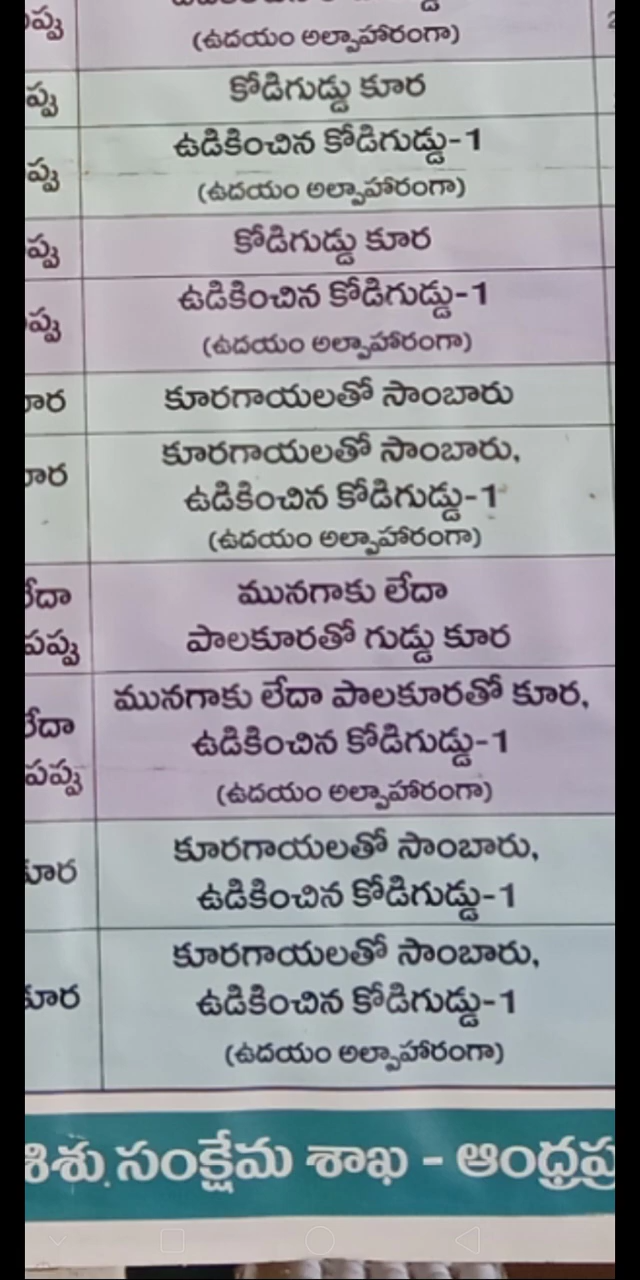 (ఉదయం అల్పాహారంగా)
ప్పు
కోడిగుడ్డు కూర
ప్పు
ఉడికించిన కోడిగుడ్డు-1
(ఉదయం అల్పాహారంగా)
ప్పు
కోడిగుడ్డు కూర
ప్పు
ఉడికించిన కోడిగుడ్డు-1
(ఉదయం అల్పాహారంగా)
కూరగాయలతో సాంబారు
కూరగాయలతో సాంబారు,
ఉడికించిన కోడిగుడ్డు-1
(ఉదయం అల్పాహారంగా)
లేదా
పప్పు
మునగాకు లేదా
పాలకూరతో గుడ్డు కూర
లేదా
పప్పు
మునగాకు లేదా పాలకూరతో కూర,
ఉడికించిన కోడిగుడ్డు-1
(ఉదయం అల్పాహారంగా)
కూర
కూరగాయలతో సాంబారు,
ఉడికించిన కోడిగుడ్డు-1
కూర
కూరగాయలతో సాంబారు,
ఉడికించిన కోడిగుడ్డు-1
(ఉదయం అల్పాహారంగా)
శిశు సంక్షేమ శాఖ - ఆంధ్రప్ర